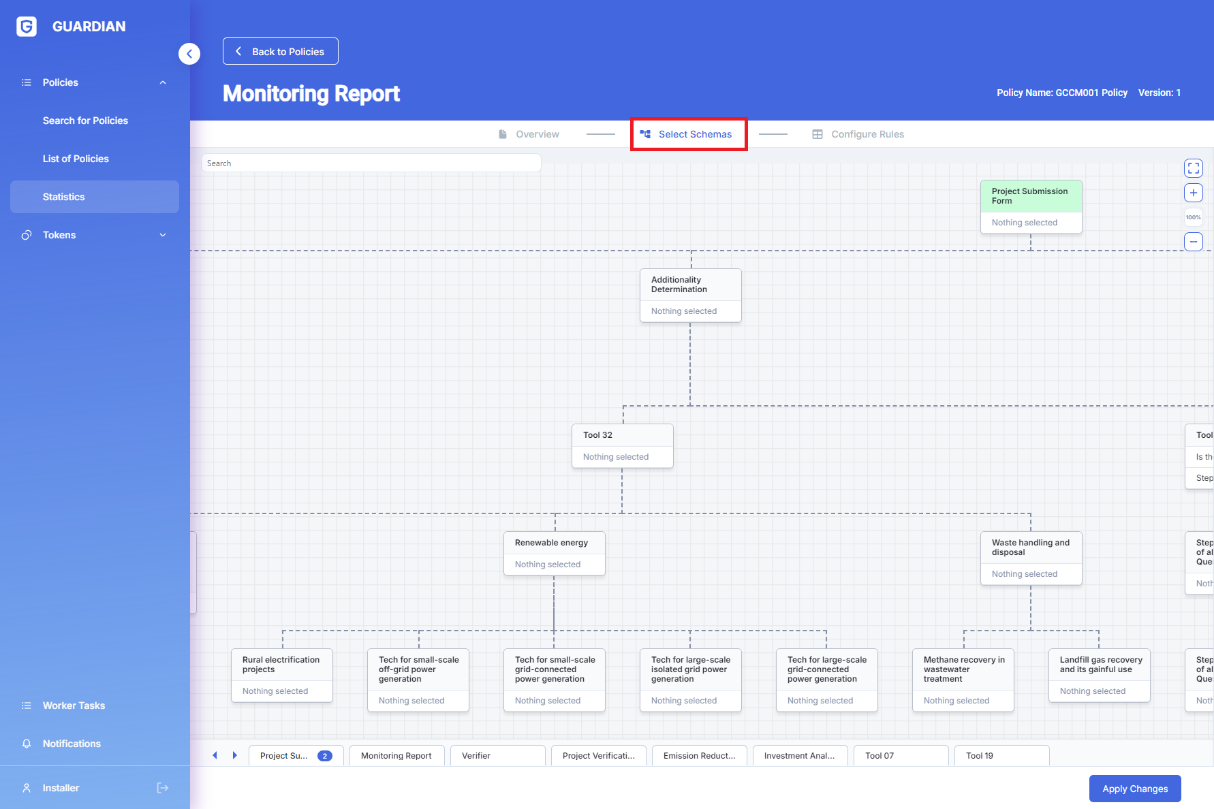 GUARDIAN
Policies
Search for Policies
List of Policies
Statistics
Tokens
Worker Tasks
Notifications
Installer
Back to Policies
Monitoring Report
Policy Name: GCCM001 Policy Version: 1
Overview
Select Schemas
Configure Rules
Search
100%
Project Submission
Form
Nothing selected
Additionality
Determination
Nothing selected
Tool 32
Nothing selected
Tool
Is th
Step
Renewable energy
Nothing selected
Waste handling and
disposal
Nothing selected
Step
of al
Ques
Noth
Rural electrification
projects
Nothing selected
Tech for small-scale
off-grid power
generation
Nothing selected
Tech for small-scale
grid-connected
power generation
Nothing selected
Tech for large-scale
isolated grid power
generation
Nothing selected
Tech for large-scale
grid-connected
power generation
Nothing selected
Methane recovery in
wastewater
treatment
Nothing selected
Landfill gas recovery
and its gainful use
Nothing selected
Step
of al
Ques
Noth
Project Su... 2
Monitoring Report
Verifier
Project Verificati...
Emission Reduct...
Investment Anal...
Tool 07
Tool 19
Apply Changes